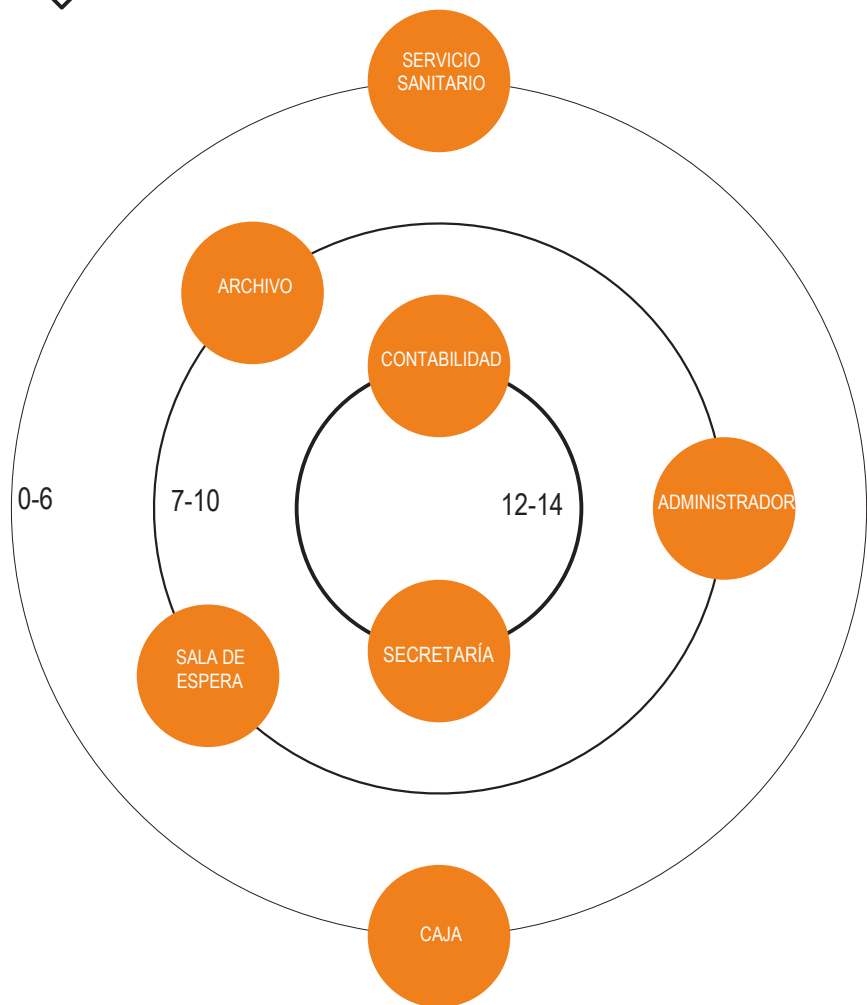 SERVICIO
SANITARIO
ARCHIVO
CONTABILIDAD
0-6
7-10
12-14
ADMINISTRADOR
SECRETARÍA
SALA DE
ESPERA
CAJA